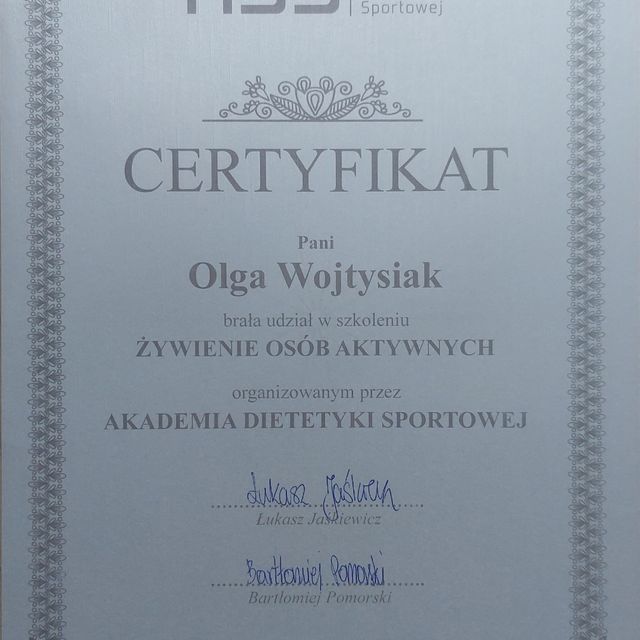 Sportowej
CERTYFIKAT
Pani
Olga Wojtysiak
brała udział w szkoleniu
ŻYWIENIE OSÓB AKTYWNYCH
organizowanym przez
AKADEMIA DIETETYKI SPORTOWEJ
Łukasz Jaśkiewicz
Łukasz Jaśkiewicz
Bartłomiej Pomorski
Bartłomiej Pomorski